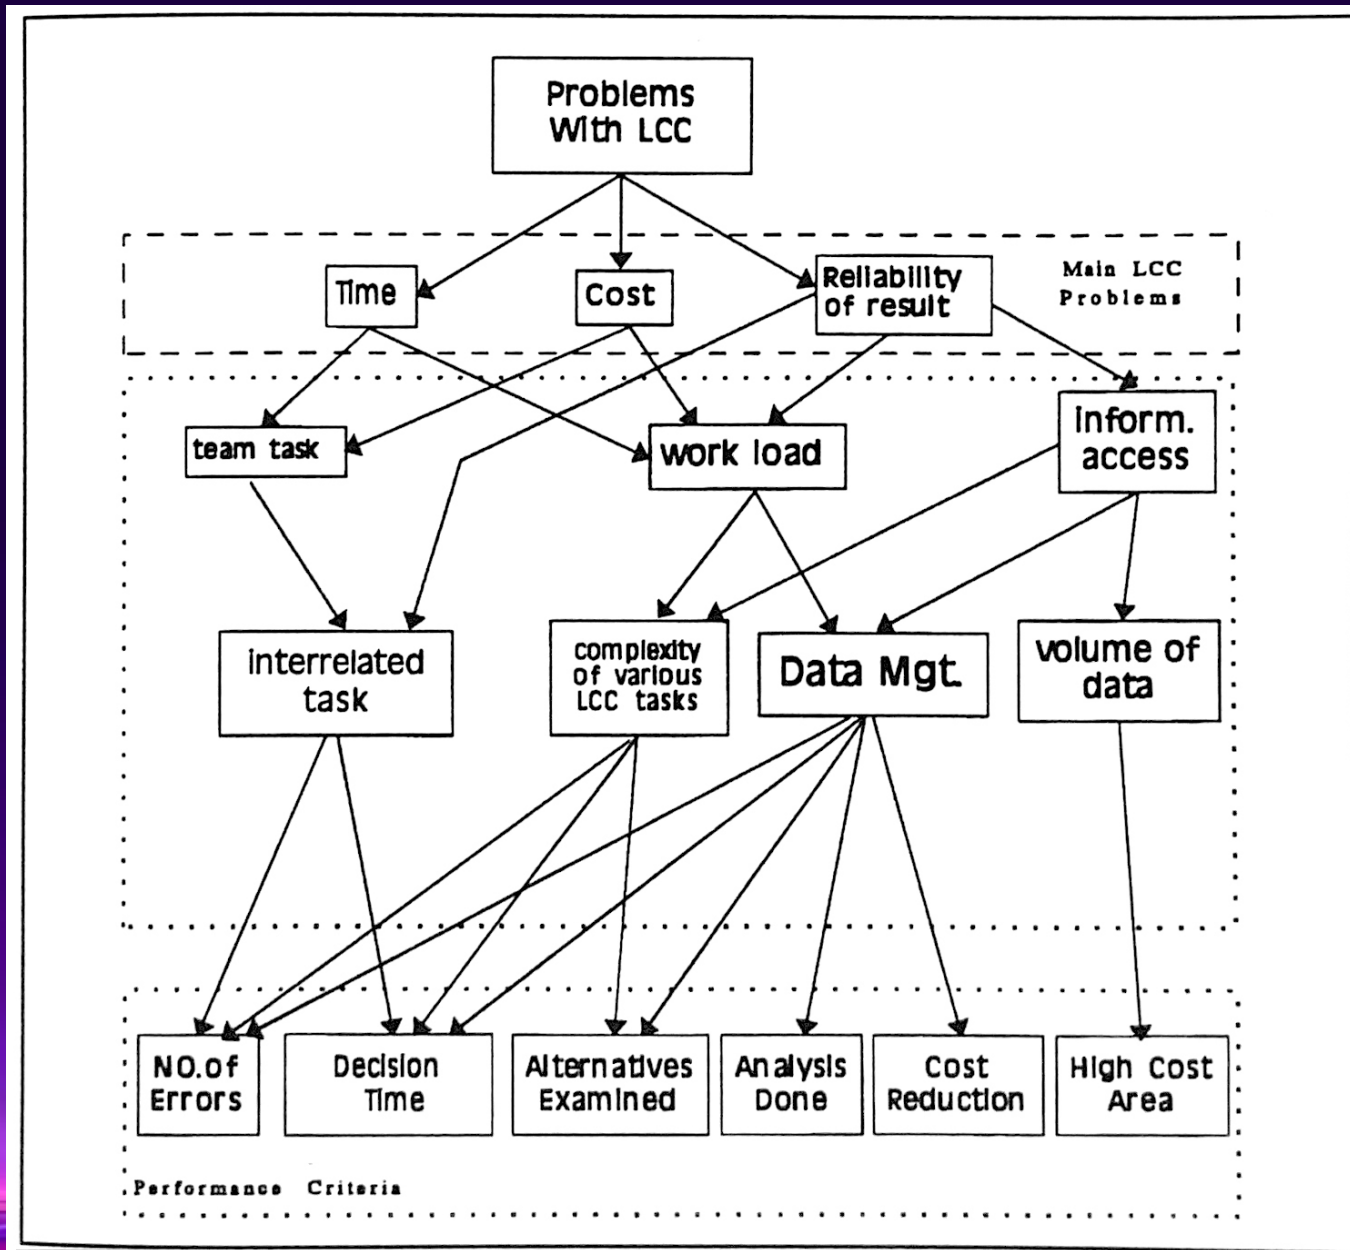 Problems
With LCC
Time
Cost
Reliability
of result
Main LCC
Problems
team task
work load
inform.
access
interrelated
task
complexity
of various
LCC tasks
Data Mgt.
volume of
data
NO.of
Errors
Decision
Time
Alternatives
Examined
Analysis
Done
Cost
Reduction
High Cost
Area
Performance Criteria